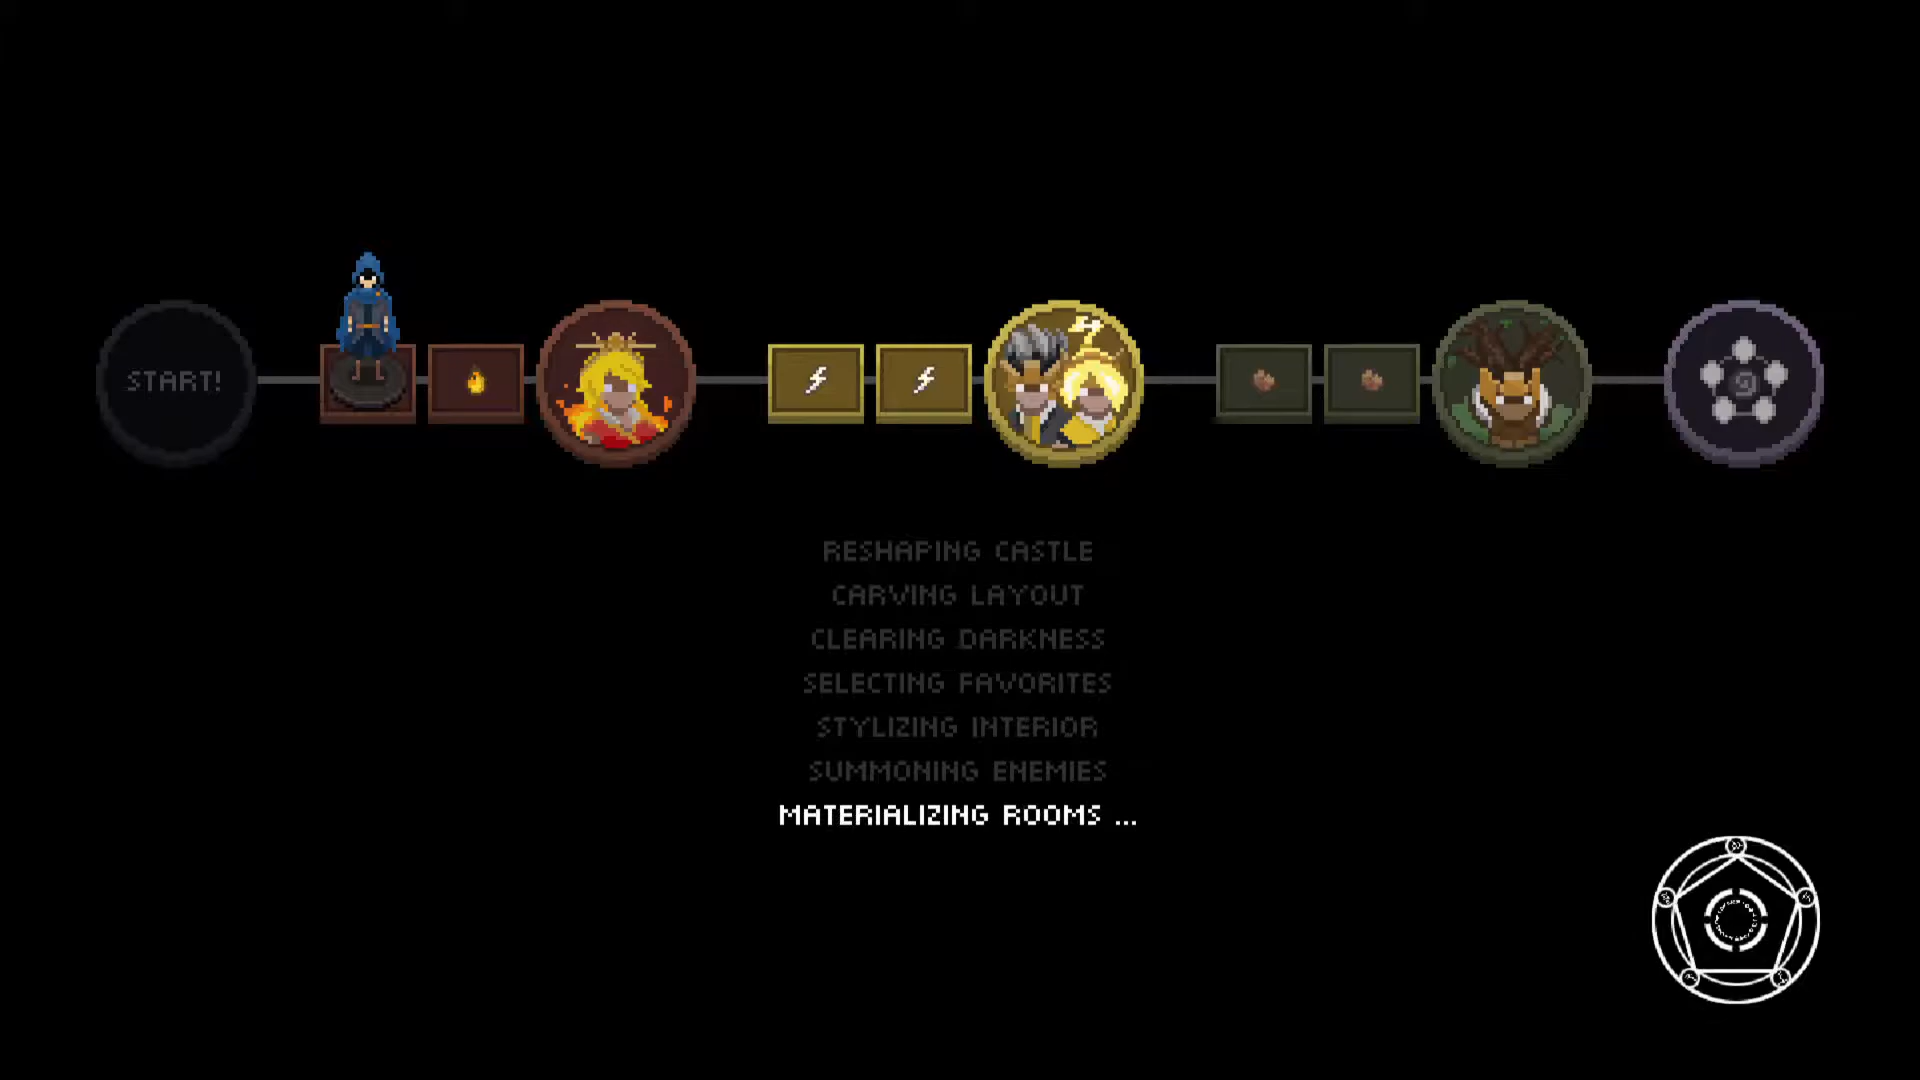 START!
RESHAPING CASTLE
CARVING LAYOUT
CLEARING DARKNESS
SELECTING FAVORITES
STYLIZING INTERIOR
SUMMONING ENEMIES
MATERIALIZING ROOMS ...